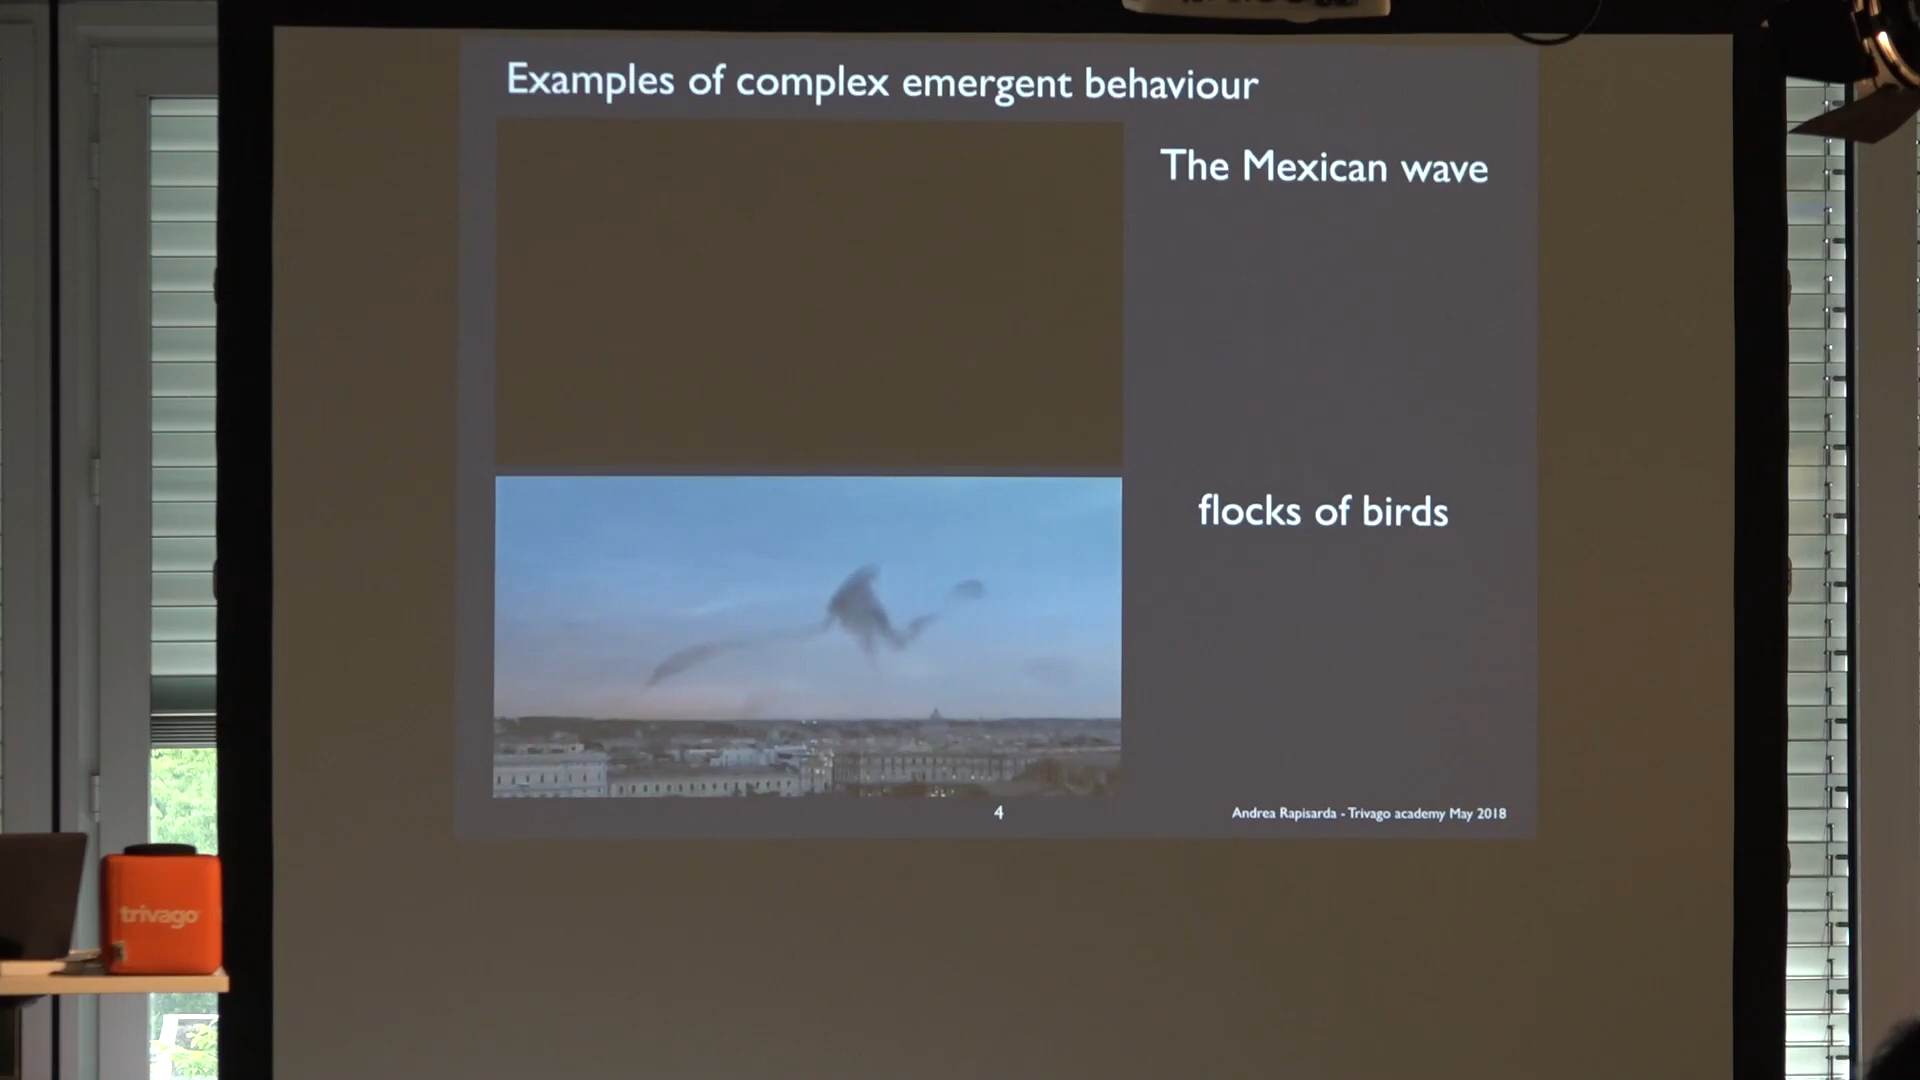 Examples of complex emergent behaviour
The Mexican wave
flocks of birds
4
Andrea Rapisarda - Trivago academy May 2018
trivago